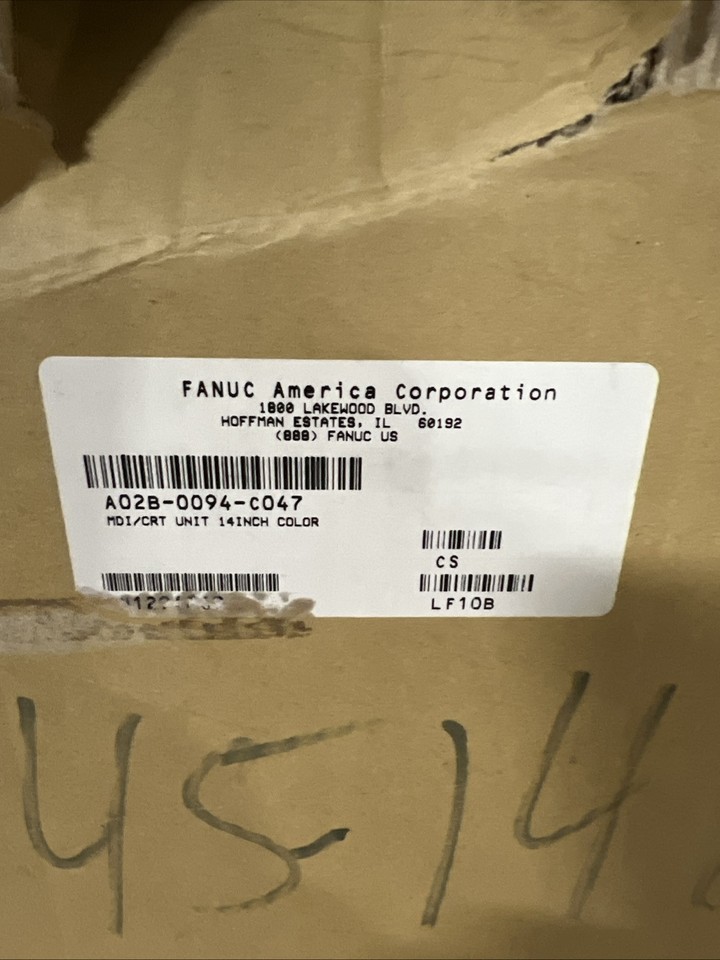 FANUC America Corporation
1800 LAKEWOOD BLVD.
HOFFMAN ESTATES, IL 60192
(888) FANUC US
A02B-0094-C047
MDI/CRT UNIT 14INCH COLOR
CS
LF10B
4514